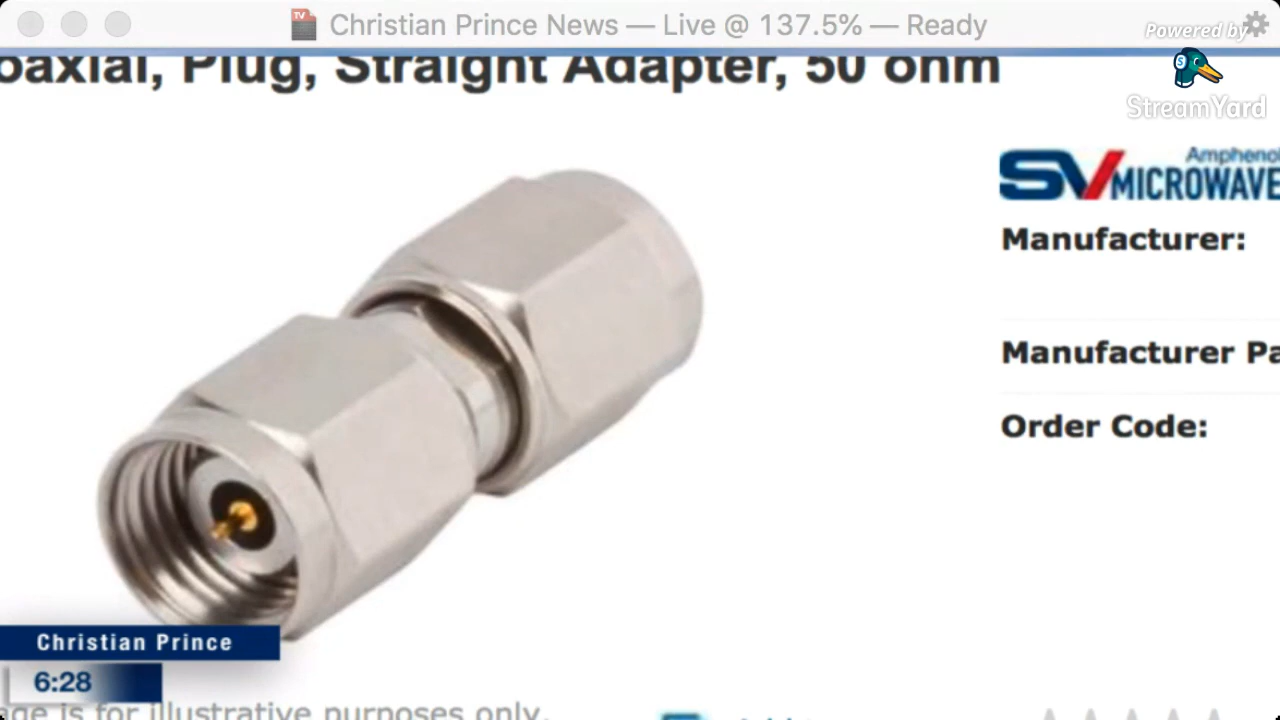 Christian Prince News — Live @ 137.5% — Ready
Powered by
StreamYard
oaxial, Plug, Straight Adapter, 50 ohm
Amphenol
SV MICROWAVE
Manufacturer:
Manufacturer Pa
Order Code:
Christian Prince
6:28
age is for illustrative purposes only.